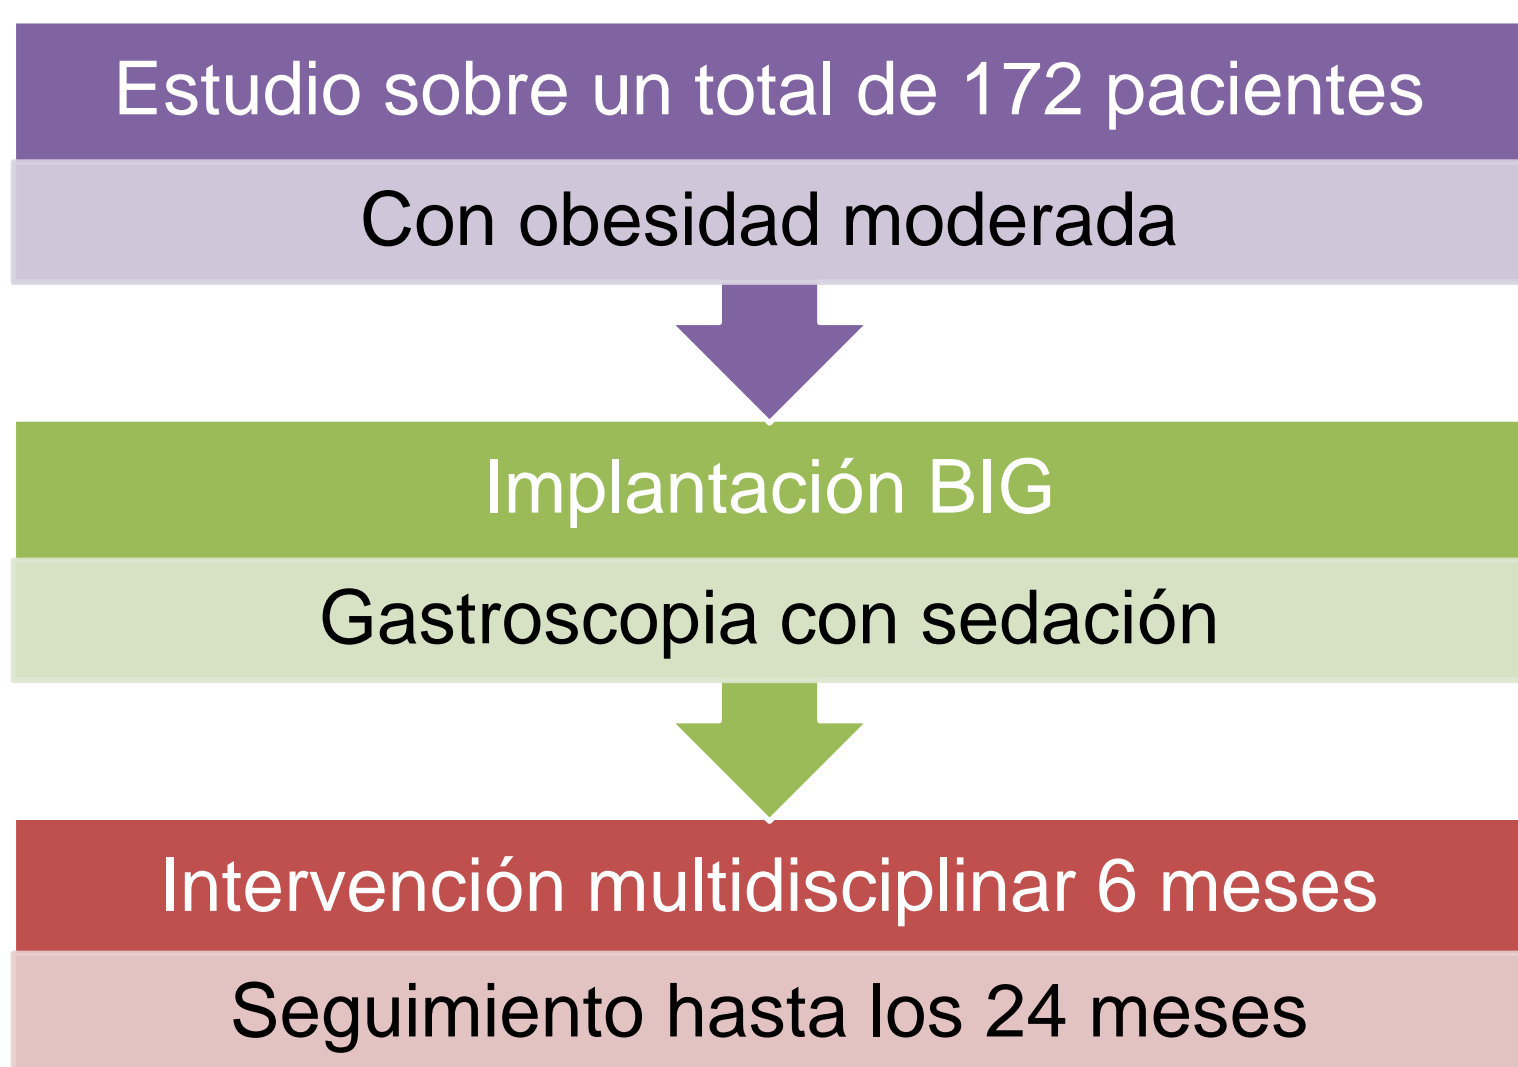 Estudio sobre un total de 172 pacientes
Con obesidad moderada
Implantación BIG
Gastroscopia con sedación
Intervención multidisciplinar 6 meses
Seguimiento hasta los 24 meses